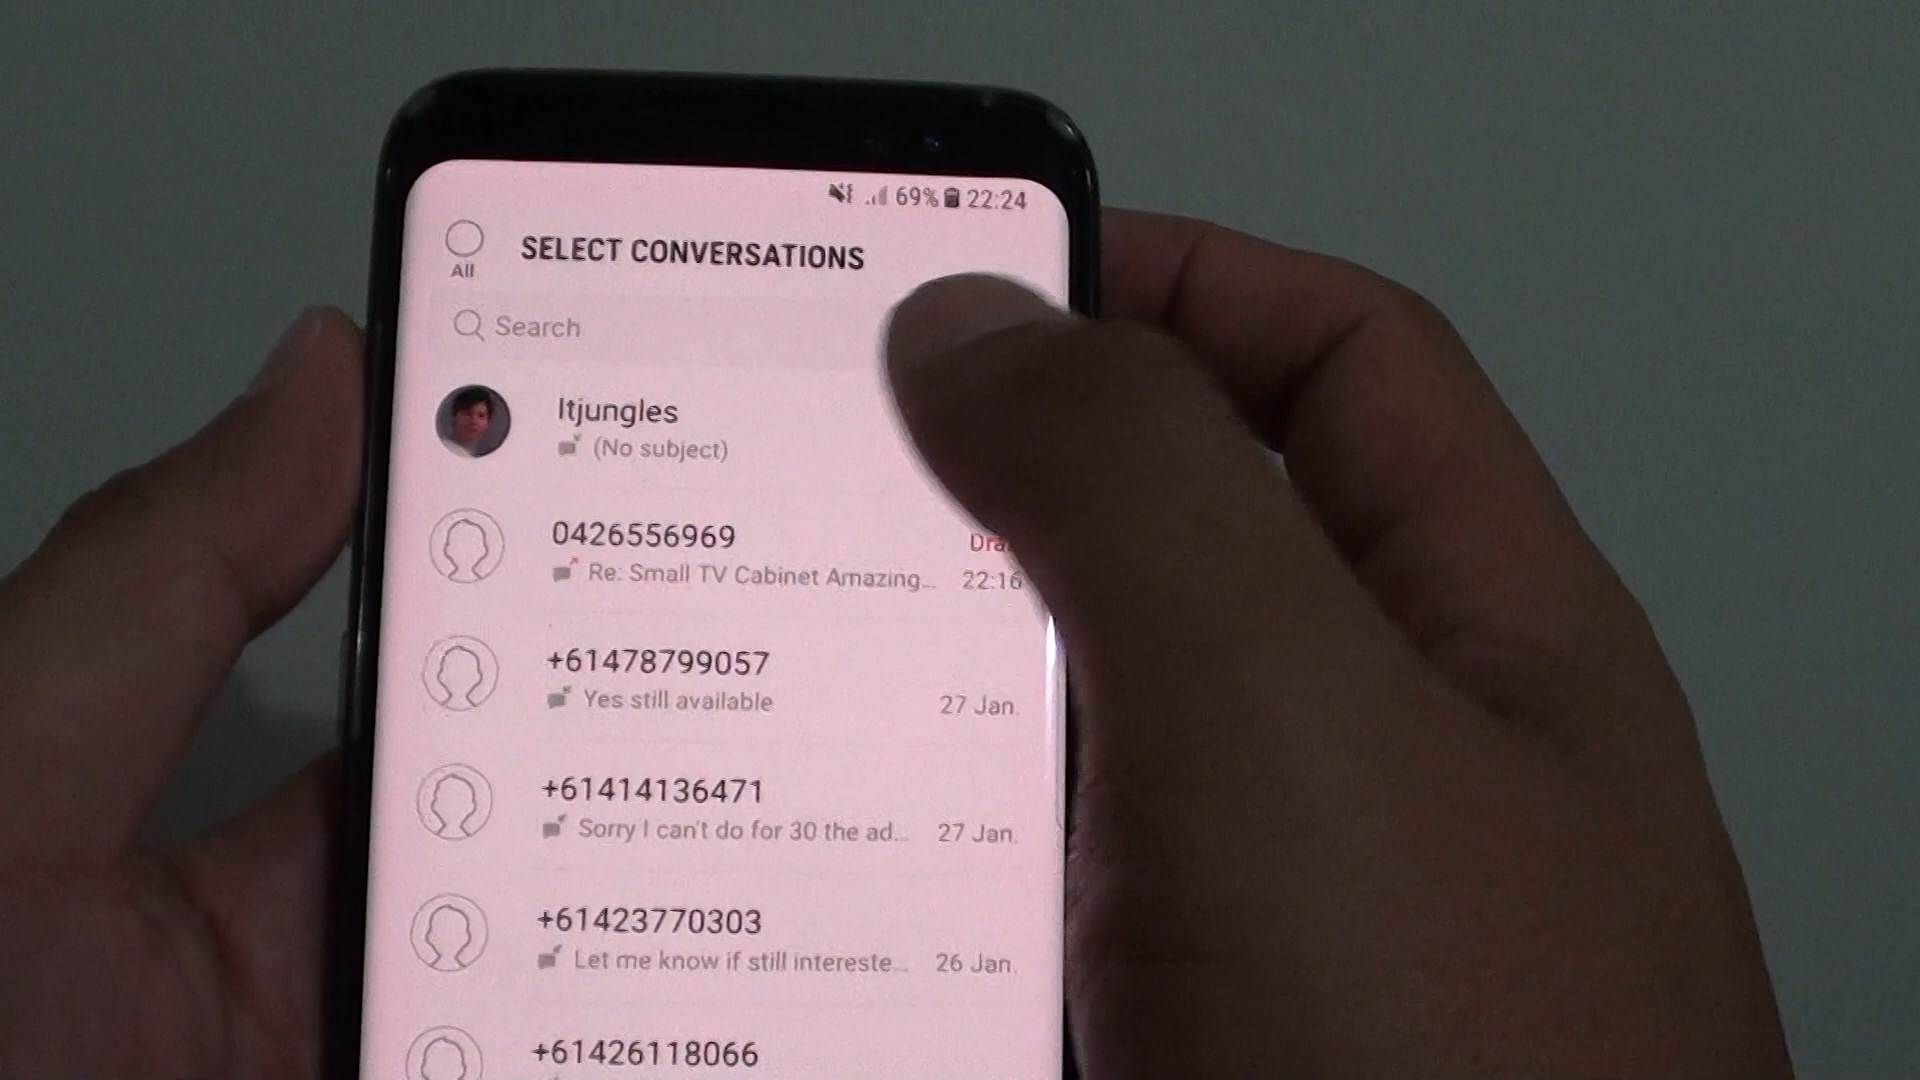 69% 22:24
All
SELECT CONVERSATIONS
Search
Itjungles
(No subject)
0426556969
Re: Small TV Cabinet Amazing... 22:16
+61478799057
Yes still available 27 Jan.
+61414136471
Sorry I can't do for 30 the ad... 27 Jan.
+61423770303
Let me know if still intereste... 26 Jan.
+61426118066